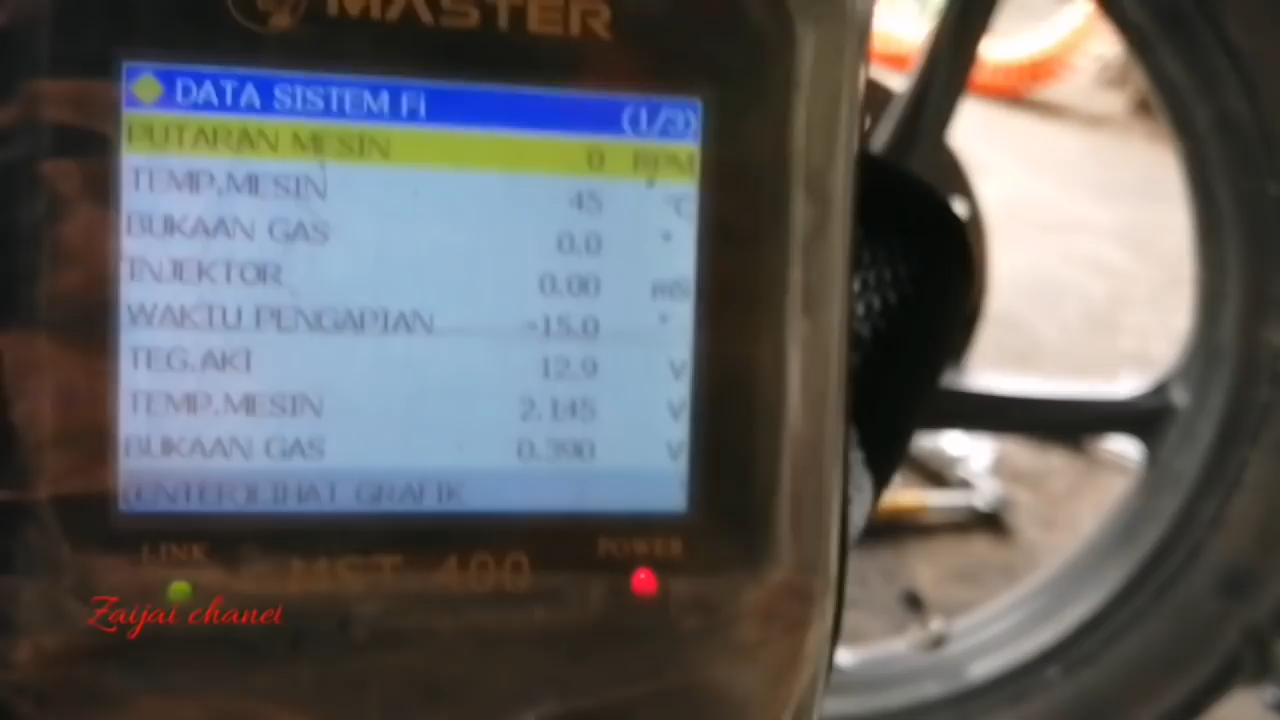 MASTER
DATA SISTEM Fi (1/3)
PUTARAN MESIN 0 RPM
TEMP.MESIN 45 °C
BUKAAN GAS 0.0 °
INJEKTOR 0.00 mS
WAKTU PENGAPIAN -15.0 °
TEG.AKI 12.9 V
TEMP.MESIN 2.145 V
BUKAAN GAS 0.390 V
[ENTER]LIHAT GRAFIK
LINK MST 400 POWER
Zaijai chanel